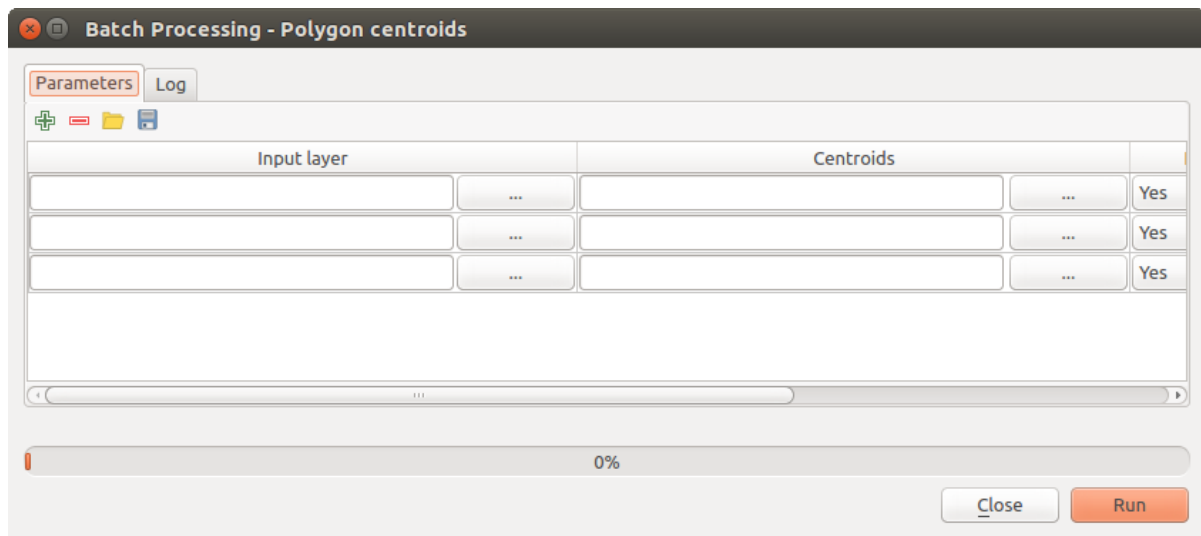 Batch Processing - Polygon centroids
Parameters Log
Input layer Centroids
... ... Yes
... ... Yes
... ... Yes
0%
Close Run